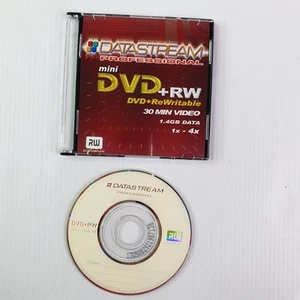 DATASTREAM
PROFESSIONAL
mini
DVD+RW
DVD+ReWritable
30 MIN VIDEO
1.4GB DATA
1x - 4x
RW
DATASTREAM
PROFESSIONAL
DVD+RW
RW